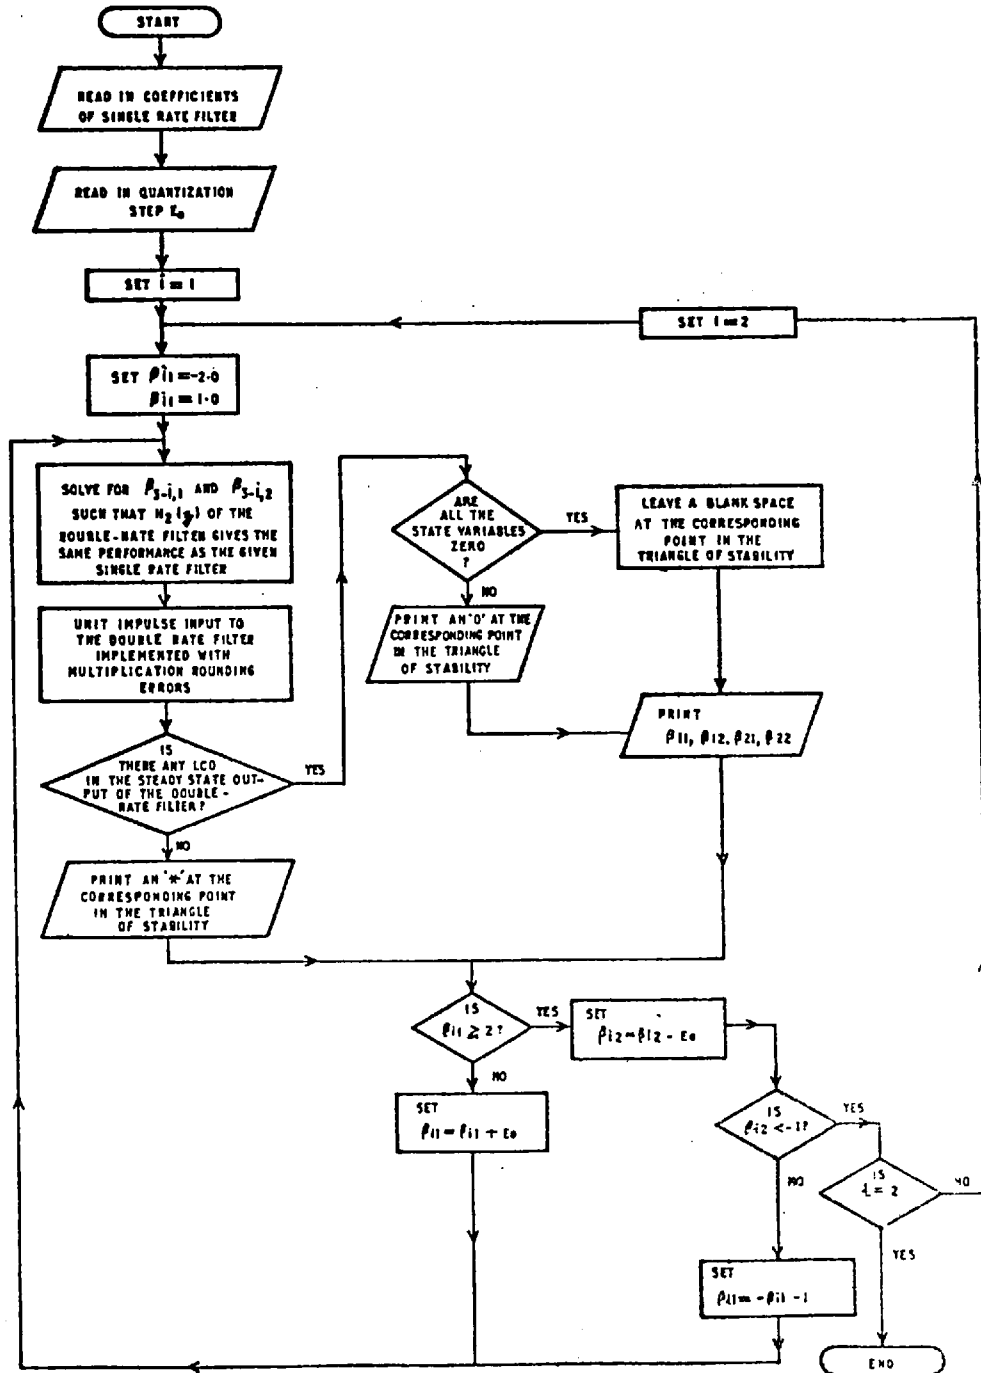 START
READ IN COEFFICIENTS
OF SINGLE RATE FILTER
READ IN QUANTIZATION
STEP E₀
SET i = 1
SET i = 2
SET βi1 = -2.0
βi1 = 1.0
SOLVE FOR β3-i,1 AND β3-i,2
SUCH THAT H2(z) OF THE
DOUBLE-RATE FILTER GIVES THE
SAME PERFORMANCE AS THE GIVEN
SINGLE RATE FILTER
UNIT IMPULSE INPUT TO
THE DOUBLE RATE FILTER
IMPLEMENTED WITH
MULTIPLICATION ROUNDING
ERRORS
IS
THERE ANY LCO
IN THE STEADY STATE OUT-
PUT OF THE DOUBLE-
RATE FILTER?
YES
NO
PRINT AN '*' AT THE
CORRESPONDING POINT
IN THE TRIANGLE
OF STABILITY
ARE
ALL THE
STATE VARIABLES
ZERO
?
YES
NO
LEAVE A BLANK SPACE
AT THE CORRESPONDING
POINT IN THE
TRIANGLE OF STABILITY
PRINT AN 'O' AT THE
CORRESPONDING POINT
IN THE TRIANGLE
OF STABILITY
PRINT
β11, β12, β21, β22
IS
βi1 ≥ 2?
YES
NO
SET
βi2 = βi2 - E₀
SET
βi1 = βi1 + E₀
IS
βi2 < -1?
YES
NO
IS
i = 2
NO
YES
SET
βi1 = -βi1 - 1
END